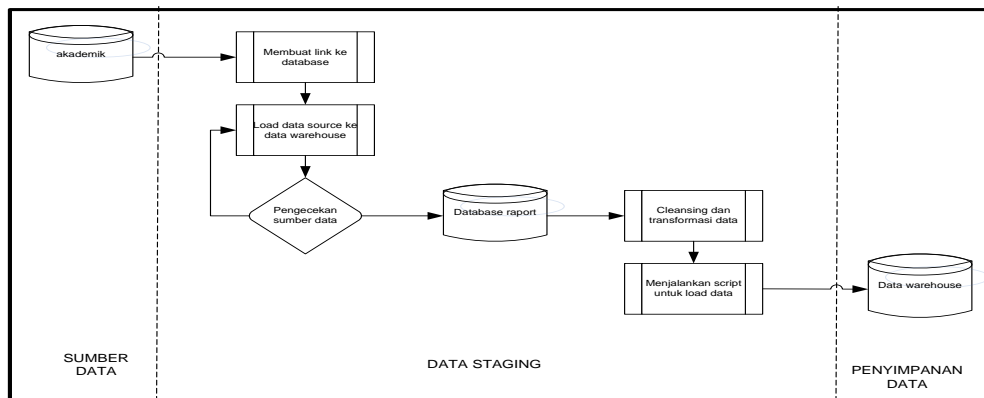 akademik
Membuat link ke
database
Load data source ke
data warehouse
Pengecekan
sumber data
Database raport
Cleansing dan
transformasi data
Menjalankan script
untuk load data
Data warehouse
SUMBER
DATA
DATA STAGING
PENYIMPANAN
DATA